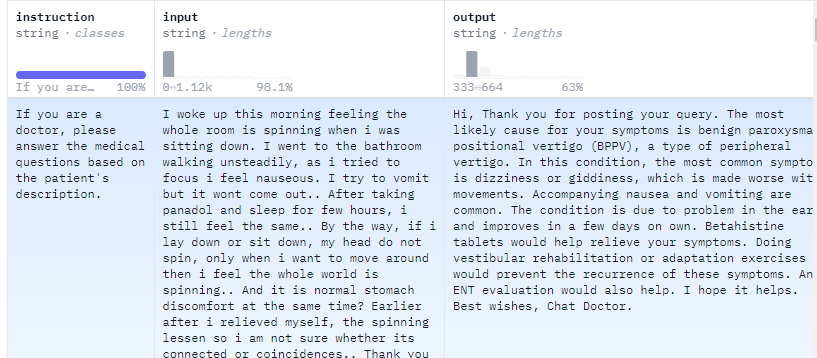 instruction
string · classes
If you are… 100%
input
string · lengths
0↔1.12k 98.1%
output
string · lengths
333↔664 63%
If you are a
doctor, please
answer the medical
questions based on
the patient's
description.
I woke up this morning feeling the
whole room is spinning when i was
sitting down. I went to the bathroom
walking unsteadily, as i tried to
focus i feel nauseous. I try to vomit
but it wont come out.. After taking
panadol and sleep for few hours, i
still feel the same.. By the way, if i
lay down or sit down, my head do not
spin, only when i want to move around
then i feel the whole world is
spinning.. And it is normal stomach
discomfort at the same time? Earlier
after i relieved myself, the spinning
lessen so i am not sure whether its
connected or coincidences.. Thank you
Hi, Thank you for posting your query. The most
likely cause for your symptoms is benign paroxysma
positional vertigo (BPPV), a type of peripheral
vertigo. In this condition, the most common sympto
is dizziness or giddiness, which is made worse wit
movements. Accompanying nausea and vomiting are
common. The condition is due to problem in the ear
and improves in a few days on own. Betahistine
tablets would help relieve your symptoms. Doing
vestibular rehabilitation or adaptation exercises
would prevent the recurrence of these symptoms. An
ENT evaluation would also help. I hope it helps.
Best wishes, Chat Doctor.